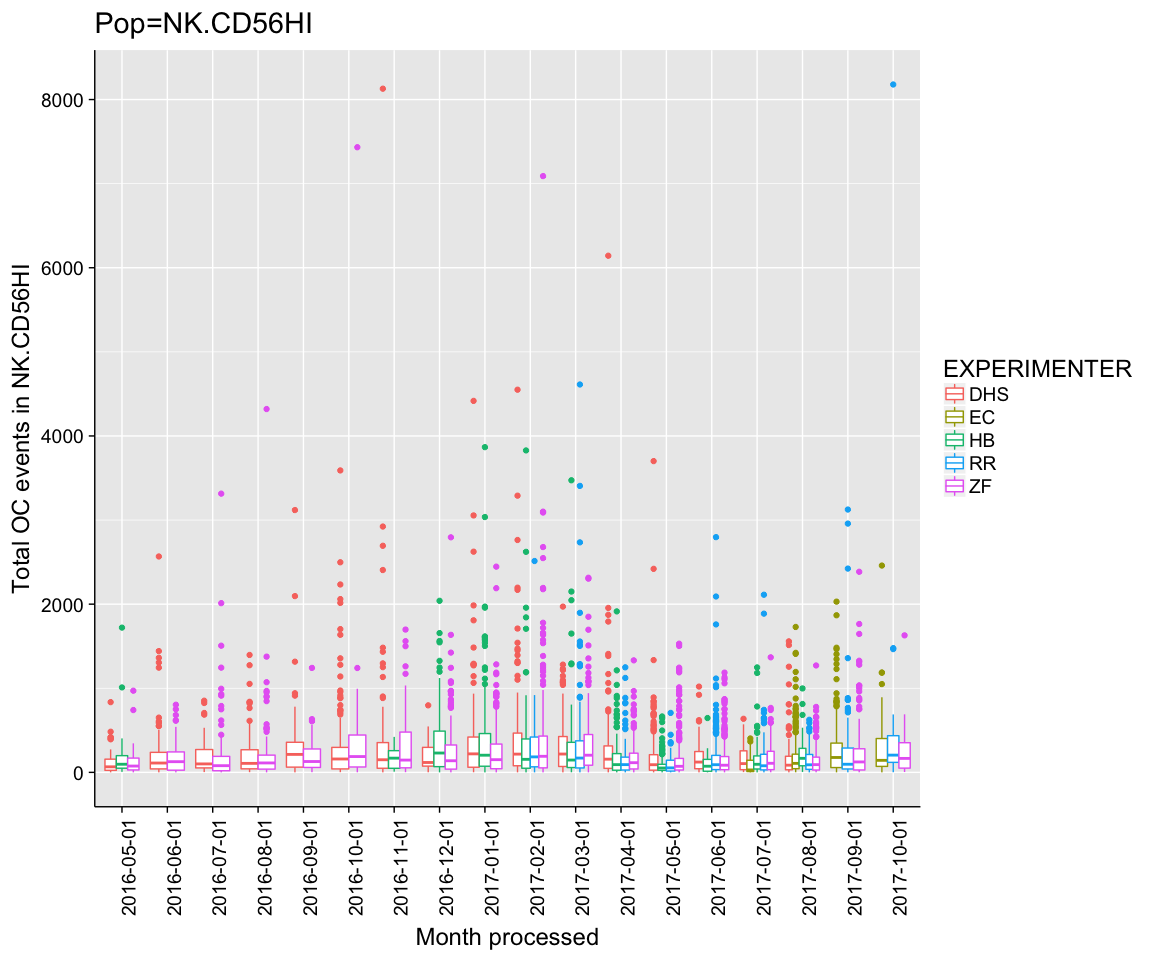 Pop=NK.CD56HI
Total OC events in NK.CD56HI
8000
6000
4000
2000
0
2016-05-01
2016-06-01
2016-07-01
2016-08-01
2016-09-01
2016-10-01
2016-11-01
2016-12-01
2017-01-01
2017-02-01
2017-03-01
2017-04-01
2017-05-01
2017-06-01
2017-07-01
2017-08-01
2017-09-01
2017-10-01
Month processed
EXPERIMENTER
DHS
EC
HB
RR
ZF